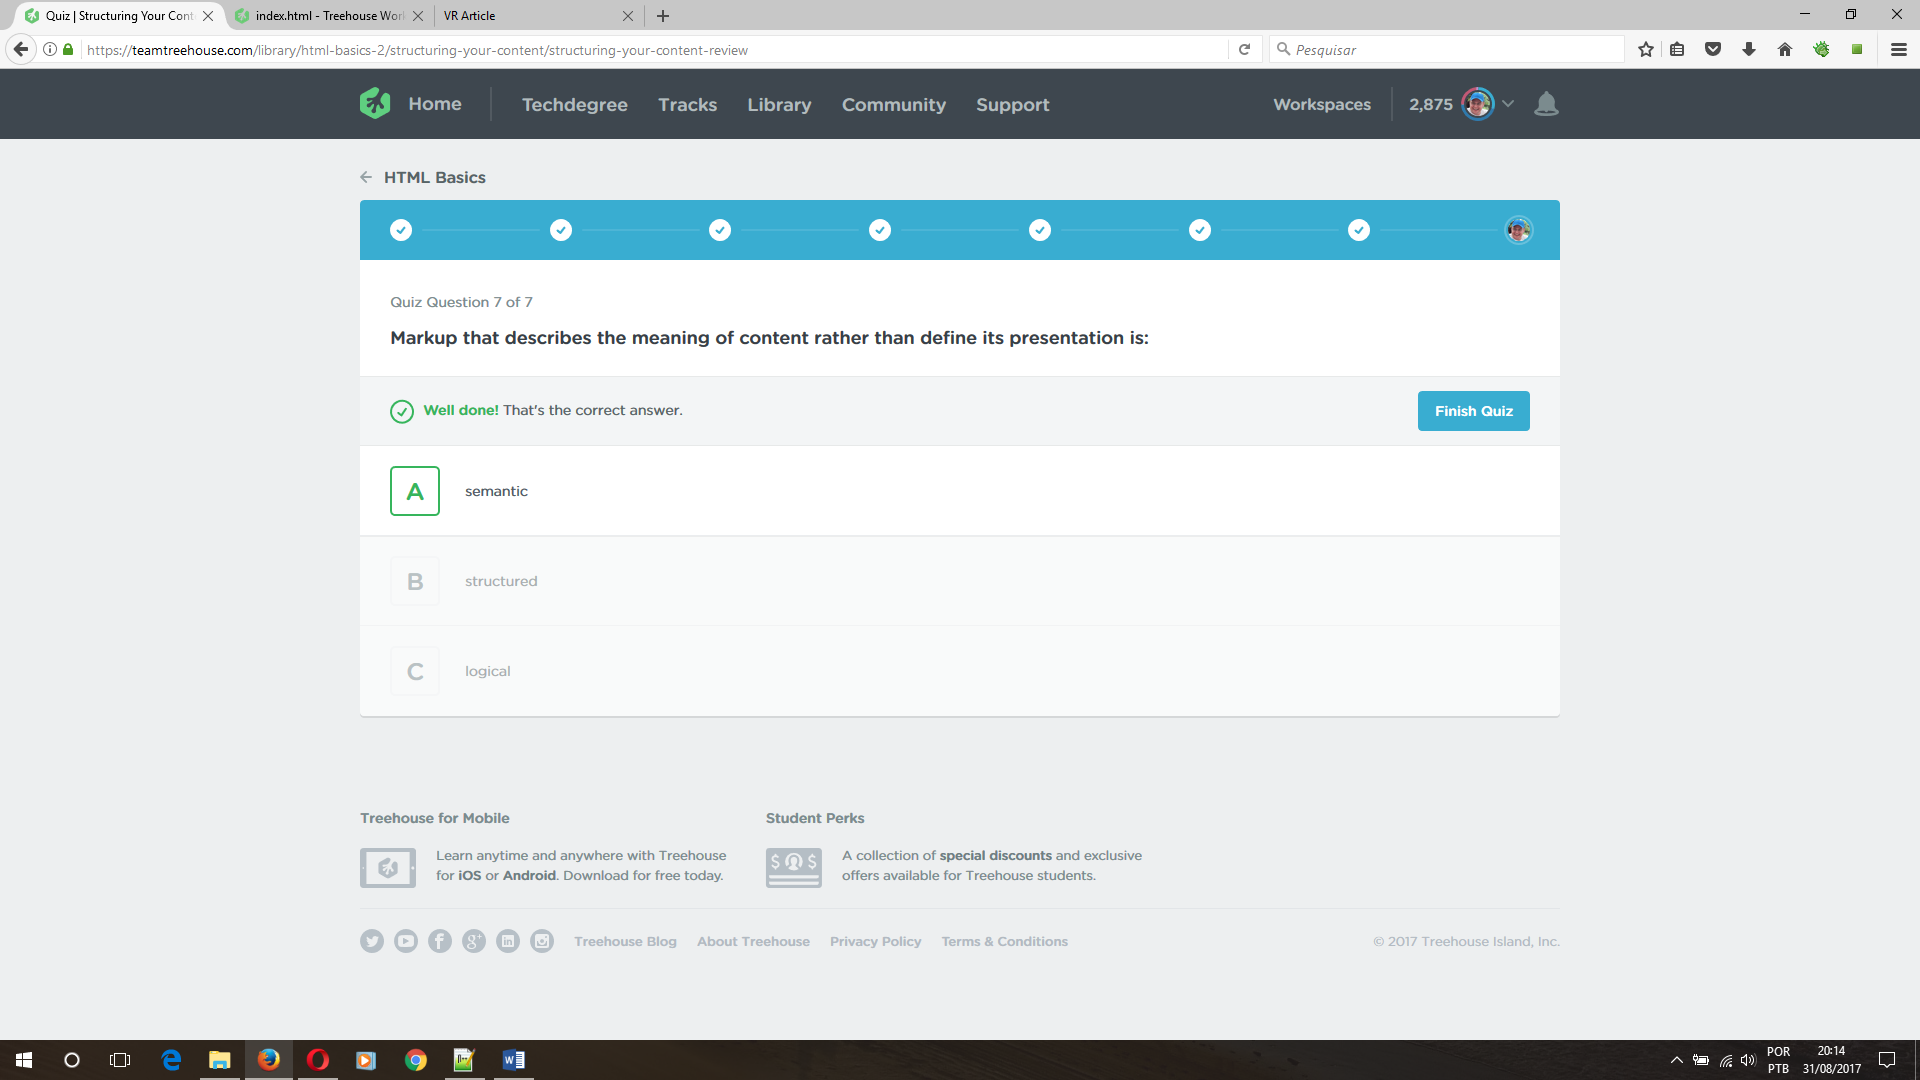 Quiz | Structuring Your Cont
index.html - Treehouse Wor
VR Article
https://teamtreehouse.com/library/html-basics-2/structuring-your-content/structuring-your-content-review
Pesquisar
Home
Techdegree
Tracks
Library
Community
Support
Workspaces
2,875
HTML Basics
Quiz Question 7 of 7
Markup that describes the meaning of content rather than define its presentation is:
Well done! That's the correct answer.
Finish Quiz
A
semantic
B
structured
C
logical
Treehouse for Mobile
Learn anytime and anywhere with Treehouse
for iOS or Android. Download for free today.
Student Perks
A collection of special discounts and exclusive
offers available for Treehouse students.
Treehouse Blog
About Treehouse
Privacy Policy
Terms & Conditions
© 2017 Treehouse Island, Inc.
POR
PTB
20:14
31/08/2017